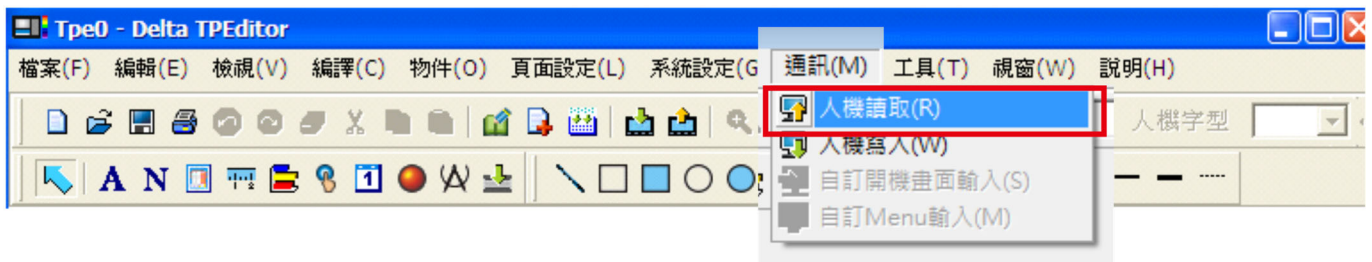 Tpe0 - Delta TPEditor
檔案(F) 編輯(E) 檢視(V) 編譯(C) 物件(O) 頁面設定(L) 系統設定(G 通訊(M) 工具(T) 視窗(W) 說明(H)
人機讀取(R)
人機字型
人機寫入(W)
A N 1
自訂開機畫面輸入(S)
自訂Menu輸入(M)